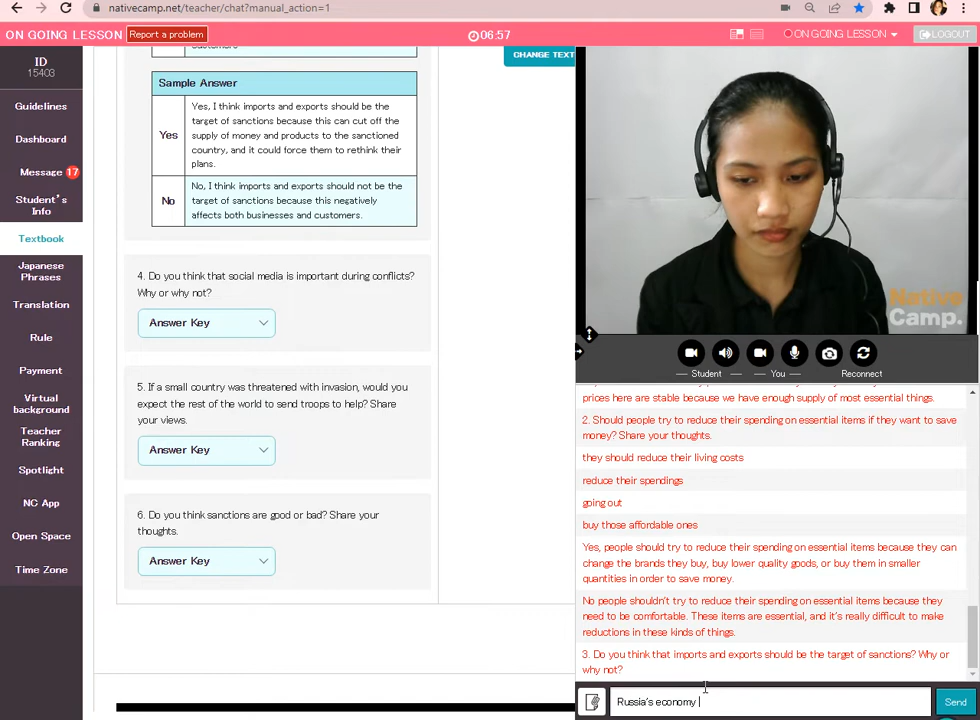 nativecamp.net/teacher/chat?manual_action=1
ON GOING LESSON
Report a problem
06:57
ON GOING LESSON
LOGOUT
ID
15403
Guidelines
Dashboard
Message 17
Student's
Info
Textbook
Japanese
Phrases
Translation
Rule
Payment
Virtual
background
Teacher
Ranking
Spotlight
NC App
Open Space
Time Zone
customers
CHANGE TEXT
Sample Answer
Yes
Yes, I think imports and exports should be the
target of sanctions because this can cut off the
supply of money and products to the sanctioned
country, and it could force them to rethink their
plans.
No
No, I think imports and exports should not be the
target of sanctions because this negatively
affects both businesses and customers.
4. Do you think that social media is important during conflicts?
Why or why not?
Answer Key
5. If a small country was threatened with invasion, would you
expect the rest of the world to send troops to help? Share
your views.
Answer Key
6. Do you think sanctions are good or bad? Share your
thoughts.
Answer Key
Native
Camp.
Student
You
Reconnect
prices here are stable because we have enough supply of most essential things.
2. Should people try to reduce their spending on essential items if they want to save
money? Share your thoughts.
they should reduce their living costs
reduce their spendings
going out
buy those affordable ones
Yes, people should try to reduce their spending on essential items because they can
change the brands they buy, buy lower quality goods, or buy them in smaller
quantities in order to save money.
No people shouldn't try to reduce their spending on essential items because they
need to be comfortable. These items are essential, and it's really difficult to make
reductions in these kinds of things.
3. Do you think that imports and exports should be the target of sanctions? Why or
why not?
Russia's economy
Send